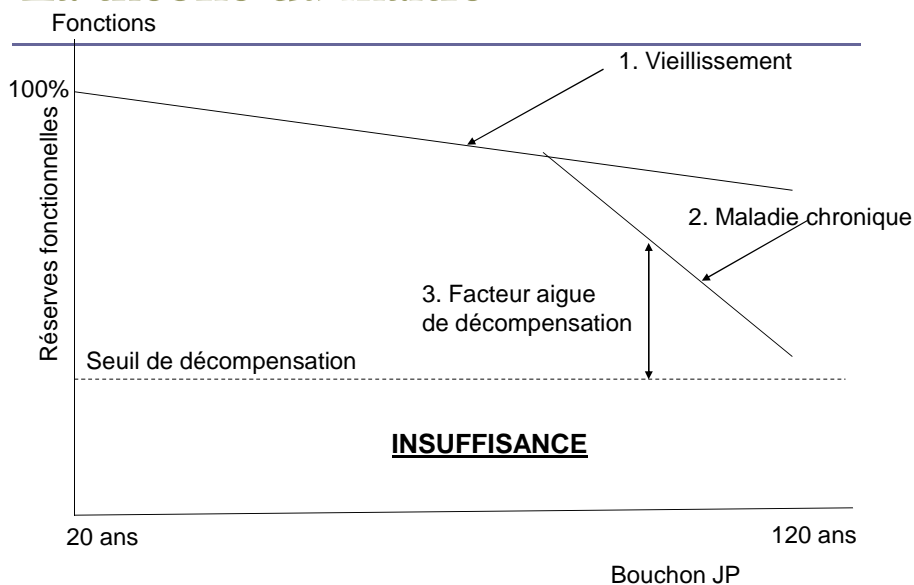 Fonctions
1. Vieillissement
100%
Réserves fonctionnelles
2. Maladie chronique
3. Facteur aigue
de décompensation
Seuil de décompensation
INSUFFISANCE
20 ans
120 ans
Bouchon JP